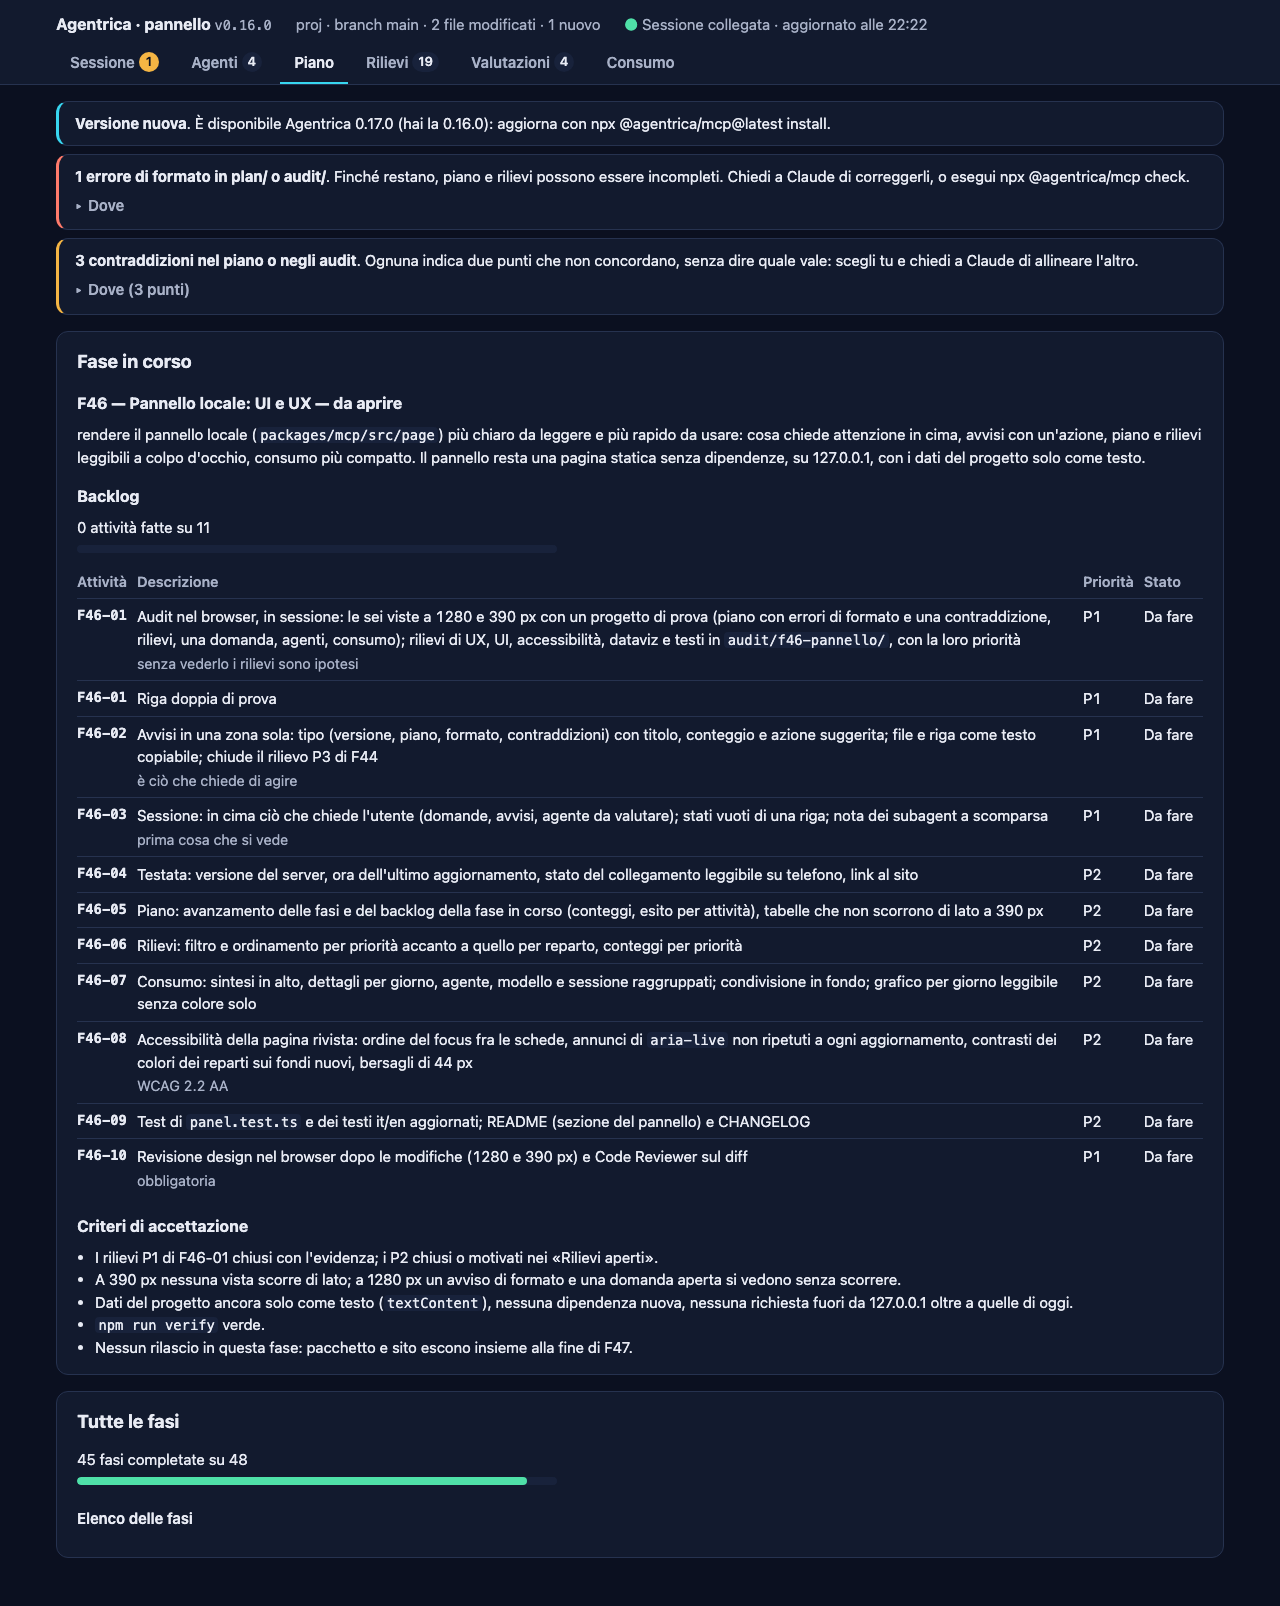 Agentrica · pannello v0.16.0 proj · branch main · 2 file modificati · 1 nuovo Sessione collegata · aggiornato alle 22:22
Sessione 1 Agenti 4 Piano Rilievi 19 Valutazioni 4 Consumo
Versione nuova. È disponibile Agentrica 0.17.0 (hai la 0.16.0): aggiorna con npx @agentrica/mcp@latest install.
1 errore di formato in plan/ o audit/. Finché restano, piano e rilievi possono essere incompleti. Chiedi a Claude di correggerli, o esegui npx @agentrica/mcp check.
Dove
3 contraddizioni nel piano o negli audit. Ognuna indica due punti che non concordano, senza dire quale vale: scegli tu e chiedi a Claude di allineare l'altro.
Dove (3 punti)
Fase in corso
F46 — Pannello locale: UI e UX — da aprire
rendere il pannello locale (packages/mcp/src/page) più chiaro da leggere e più rapido da usare: cosa chiede attenzione in cima, avvisi con un'azione, piano e rilievi
leggibili a colpo d'occhio, consumo più compatto. Il pannello resta una pagina statica senza dipendenze, su 127.0.0.1, con i dati del progetto solo come testo.
Backlog
0 attività fatte su 11
Attività Descrizione Priorità Stato
F46-01 Audit nel browser, in sessione: le sei viste a 1280 e 390 px con un progetto di prova (piano con errori di formato e una contraddizione, P1 Da fare
rilievi, una domanda, agenti, consumo); rilievi di UX, UI, accessibilità, dataviz e testi in audit/f46-pannello/, con la loro priorità
senza vederlo i rilievi sono ipotesi
F46-01 Riga doppia di prova P1 Da fare
F46-02 Avvisi in una zona sola: tipo (versione, piano, formato, contraddizioni) con titolo, conteggio e azione suggerita; file e riga come testo P1 Da fare
copiabile; chiude il rilievo P3 di F44
è ciò che chiede di agire
F46-03 Sessione: in cima ciò che chiede l'utente (domande, avvisi, agente da valutare); stati vuoti di una riga; nota dei subagent a scomparsa P1 Da fare
prima cosa che si vede
F46-04 Testata: versione del server, ora dell'ultimo aggiornamento, stato del collegamento leggibile su telefono, link al sito P2 Da fare
F46-05 Piano: avanzamento delle fasi e del backlog della fase in corso (conteggi, esito per attività), tabelle che non scorrono di lato a 390 px P2 Da fare
F46-06 Rilievi: filtro e ordinamento per priorità accanto a quello per reparto, conteggi per priorità P2 Da fare
F46-07 Consumo: sintesi in alto, dettagli per giorno, agente, modello e sessione raggruppati; condivisione in fondo; grafico per giorno leggibile P2 Da fare
senza colore solo
F46-08 Accessibilità della pagina rivista: ordine del focus fra le schede, annunci di aria-live non ripetuti a ogni aggiornamento, contrasti dei P2 Da fare
colori dei reparti sui fondi nuovi, bersagli di 44 px
WCAG 2.2 AA
F46-09 Test di panel.test.ts e dei testi it/en aggiornati; README (sezione del pannello) e CHANGELOG P2 Da fare
F46-10 Revisione design nel browser dopo le modifiche (1280 e 390 px) e Code Reviewer sul diff P1 Da fare
obbligatoria
Criteri di accettazione
• I rilievi P1 di F46-01 chiusi con l'evidenza; i P2 chiusi o motivati nei «Rilievi aperti».
• A 390 px nessuna vista scorre di lato; a 1280 px un avviso di formato e una domanda aperta si vedono senza scorrere.
• Dati del progetto ancora solo come testo (textContent), nessuna dipendenza nuova, nessuna richiesta fuori da 127.0.0.1 oltre a quelle di oggi.
• npm run verify verde.
• Nessun rilascio in questa fase: pacchetto e sito escono insieme alla fine di F47.
Tutte le fasi
45 fasi completate su 48
Elenco delle fasi